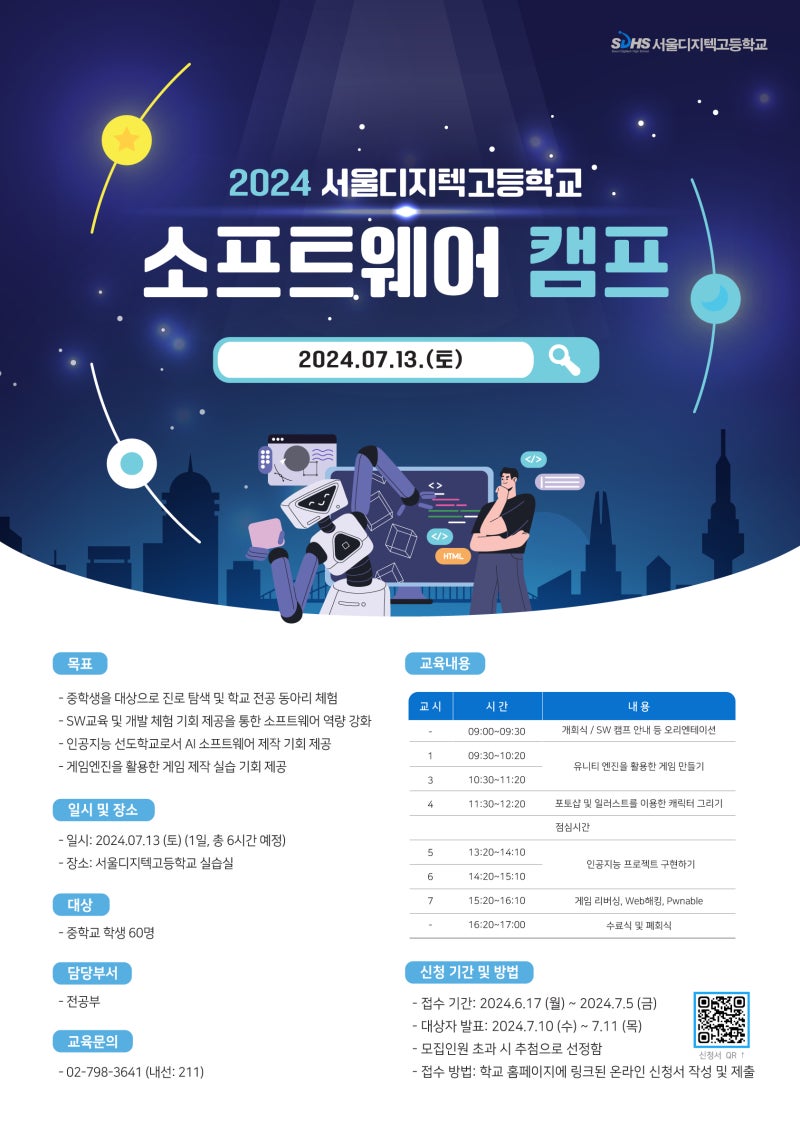 SDHS 서울디지텍고등학교
2024 서울디지텍고등학교
소프트웨어 캠프
2024.07.13.(토)
</>
< >
</>
HTML
목표
- 중학생을 대상으로 진로 탐색 및 학교 전공 동아리 체험
- SW교육 및 개발 체험 기회 제공을 통한 소프트웨어 역량 강화
- 인공지능 선도학교로서 AI 소프트웨어 제작 기회 제공
- 게임엔진을 활용한 게임 제작 실습 기회 제공
일시 및 장소
- 일시: 2024.07.13 (토) (1일, 총 6시간 예정)
- 장소: 서울디지텍고등학교 실습실
대상
- 중학교 학생 60명
담당부서
- 전공부
교육문의
- 02-798-3641 (내선: 211)
교육내용
교시 시간 내용
- 09:00~09:30 개회식 / SW 캠프 안내 등 오리엔테이션
1 09:30~10:20
유니티 엔진을 활용한 게임 만들기
3 10:30~11:20
4 11:30~12:20 포토샵 및 일러스트를 이용한 캐릭터 그리기
점심시간
5 13:20~14:10
인공지능 프로젝트 구현하기
6 14:20~15:10
7 15:20~16:10 게임 리버싱, Web해킹, Pwnable
- 16:20~17:00 수료식 및 폐회식
신청 기간 및 방법
- 접수 기간: 2024.6.17 (월) ~ 2024.7.5 (금)
- 대상자 발표: 2024.7.10 (수) ~ 7.11 (목)
- 모집인원 초과 시 추첨으로 선정함
- 접수 방법: 학교 홈페이지에 링크된 온라인 신청서 작성 및 제출
신청서 QR ↑